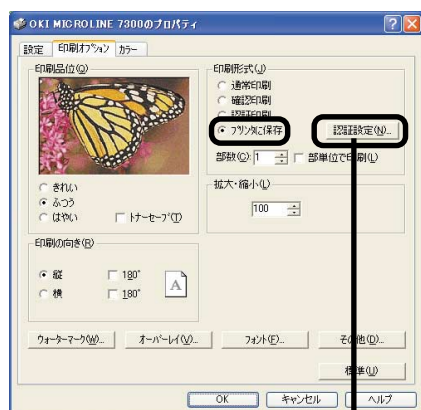 OKI MICROLINE 7300のプロパティ
設定 印刷オプション カラー
印刷品位(Q)
きれい
ふつう
はやい トナーセーブ(T)
印刷の向き(R)
縦 180°
横 180°
A
印刷形式(J)
通常印刷
確認印刷
認証印刷
プリンタに保存 認証設定(N)...
部数(C): 1 部単位で印刷(L)
拡大・縮小(L)
100
ウォーターマーク(W)... オーバーレイ(V)... フォント(F)... その他(D)...
標準(U)
OK キャンセル ヘルプ